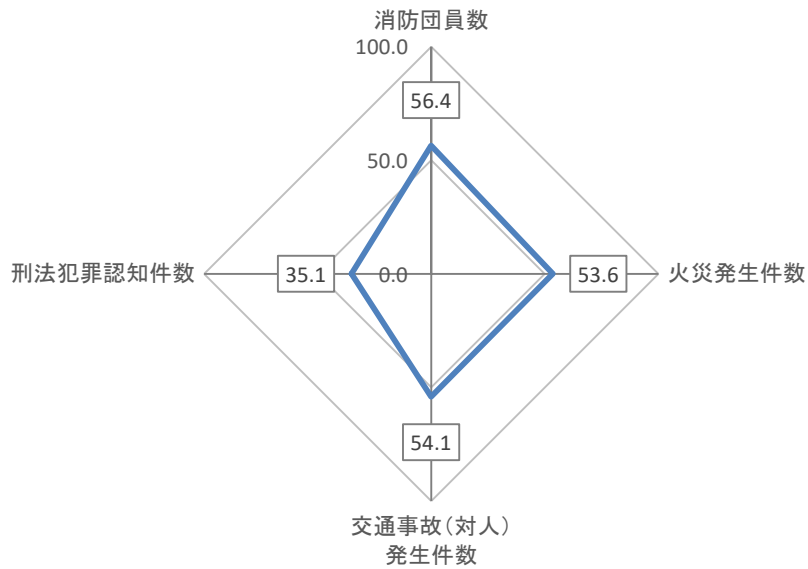 消防団員数
100.0
56.4
50.0
刑法犯罪認知件数
35.1
0.0
53.6
火災発生件数
54.1
交通事故（対人）
発生件数